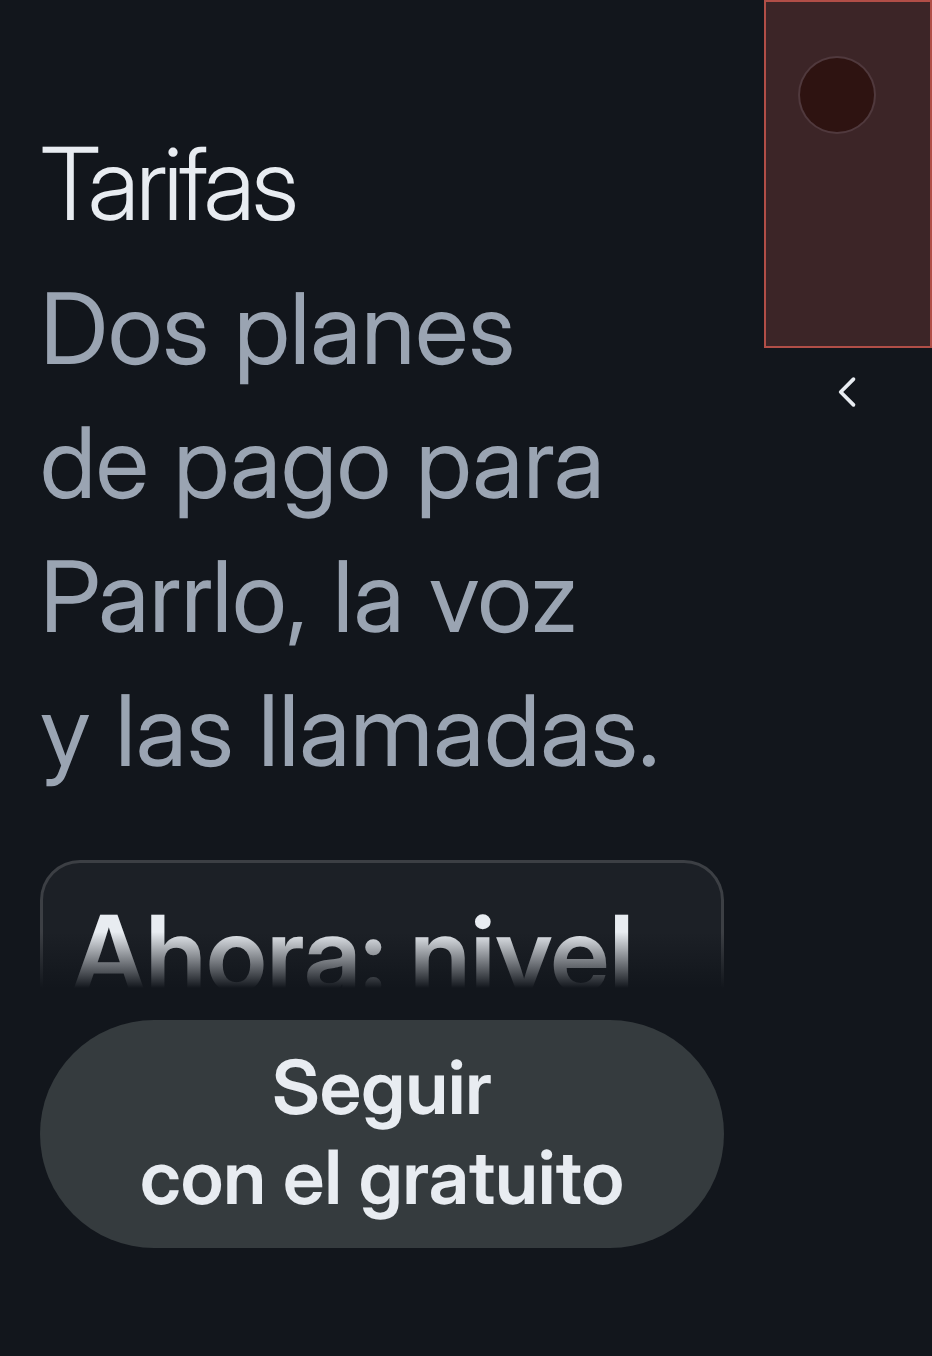 Tarifas
Dos planes
de pago para
Parrlo, la voz
y las llamadas.
Ahora: nivel
Seguir
con el gratuito